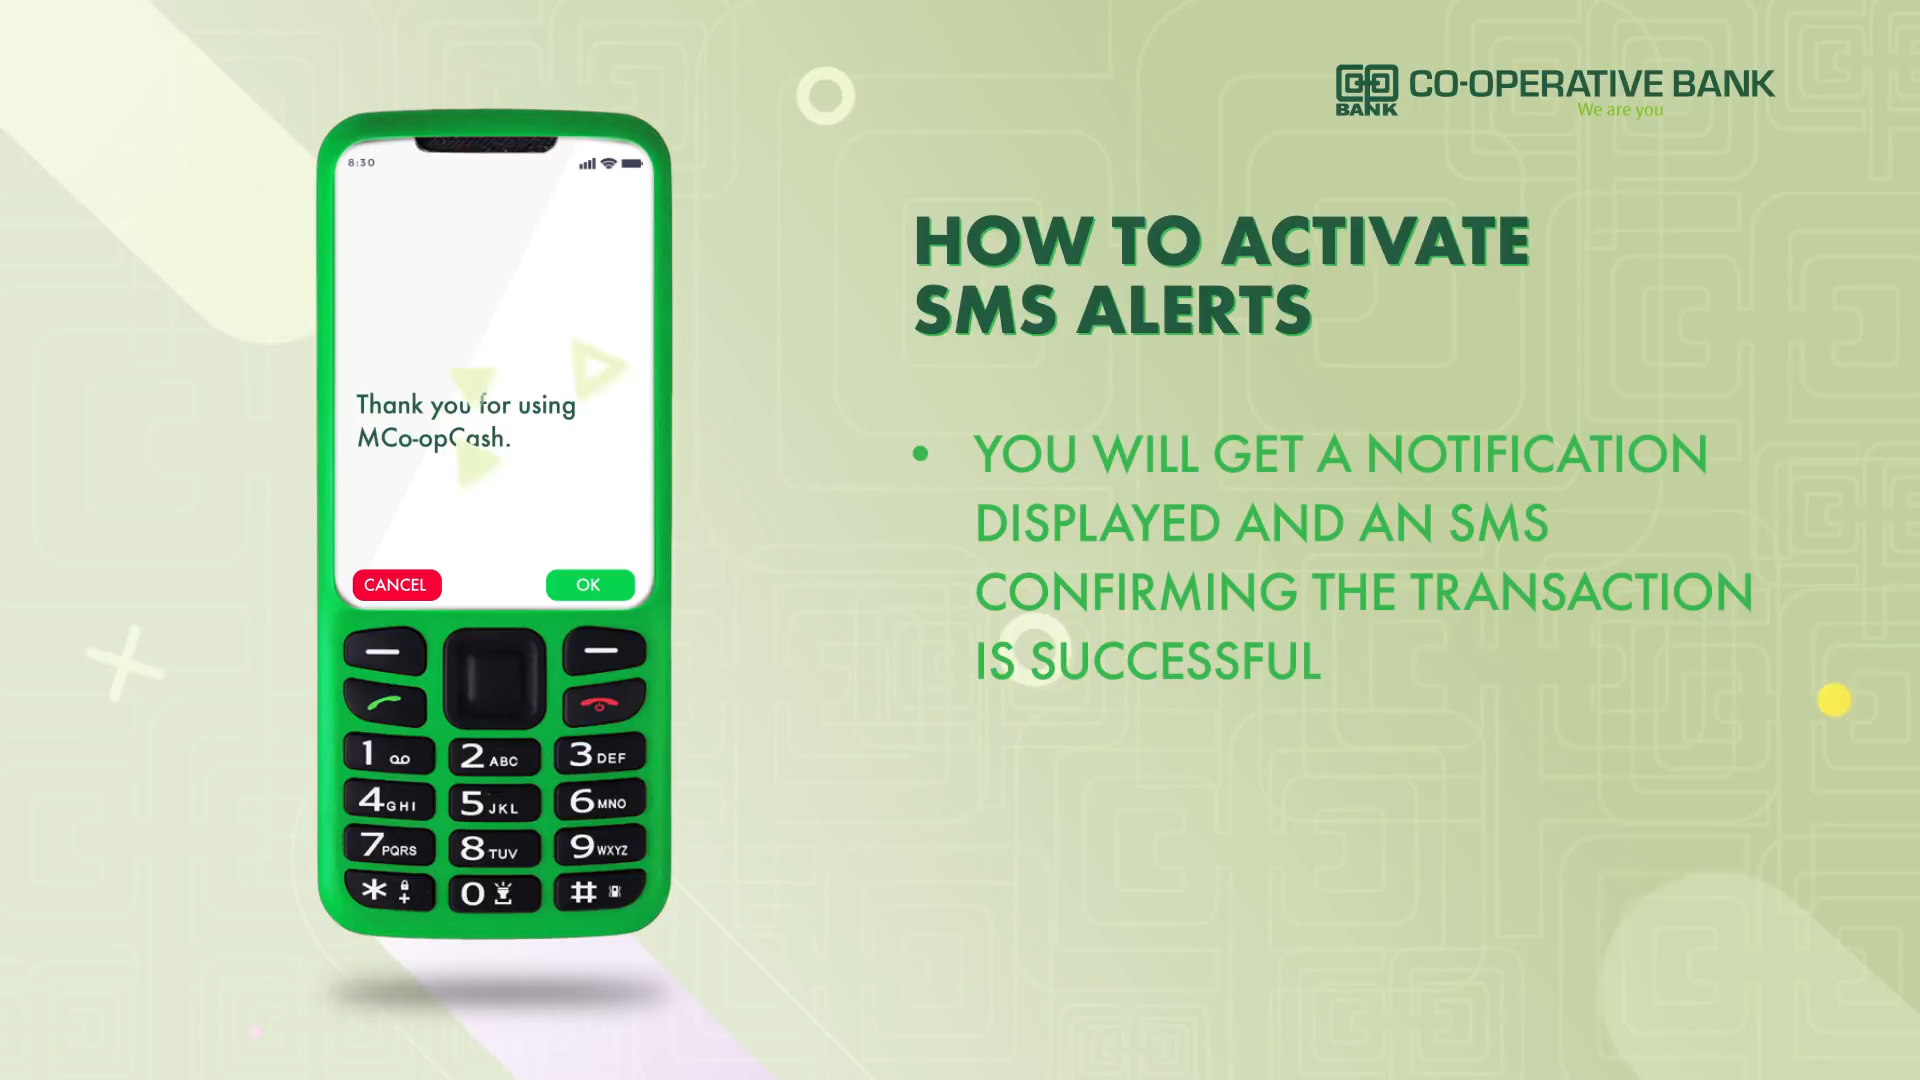 CO-OPERATIVE BANK
BANK
We are you
8:30
HOW TO ACTIVATE
SMS ALERTS
Thank you for using
MCo-opCash.
• YOU WILL GET A NOTIFICATION
DISPLAYED AND AN SMS
CONFIRMING THE TRANSACTION
IS SUCCESSFUL
CANCEL OK
1 2 ABC 3 DEF
4 GHI 5 JKL 6 MNO
7 PQRS 8 TUV 9 WXYZ
* + 0 #